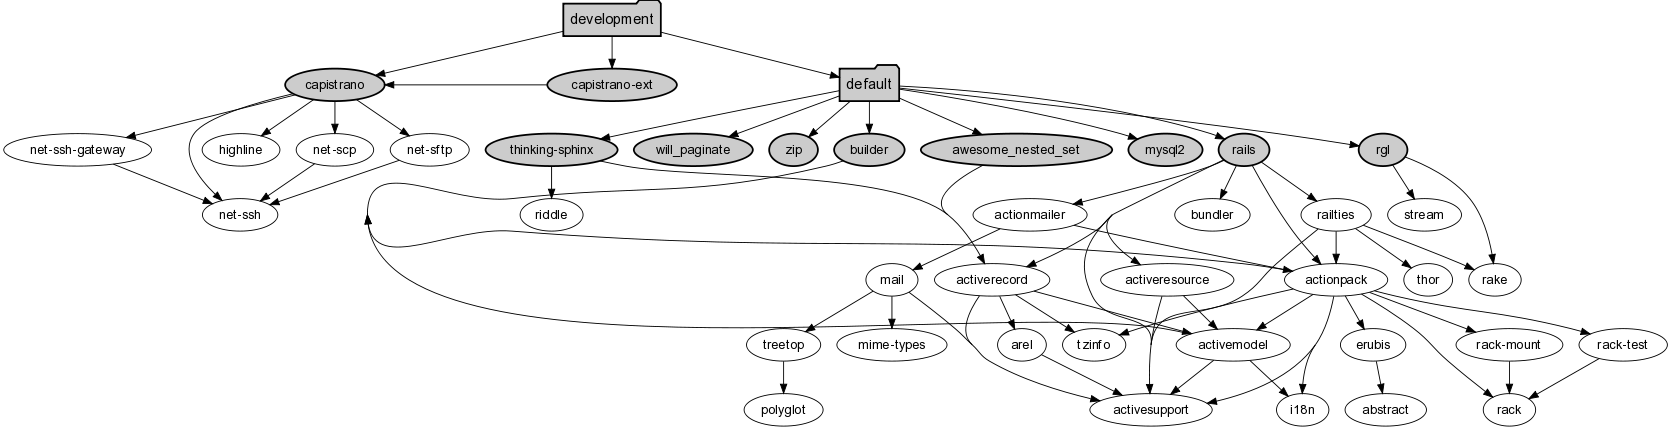 development
capistrano
capistrano-ext
default
net-ssh-gateway
highline
net-scp
net-sftp
thinking-sphinx
will_paginate
zip
builder
awesome_nested_set
mysql2
rails
rgl
net-ssh
riddle
actionmailer
bundler
railties
stream
mail
activerecord
activeresource
actionpack
thor
rake
treetop
mime-types
arel
tzinfo
activemodel
erubis
rack-mount
rack-test
polyglot
activesupport
i18n
abstract
rack